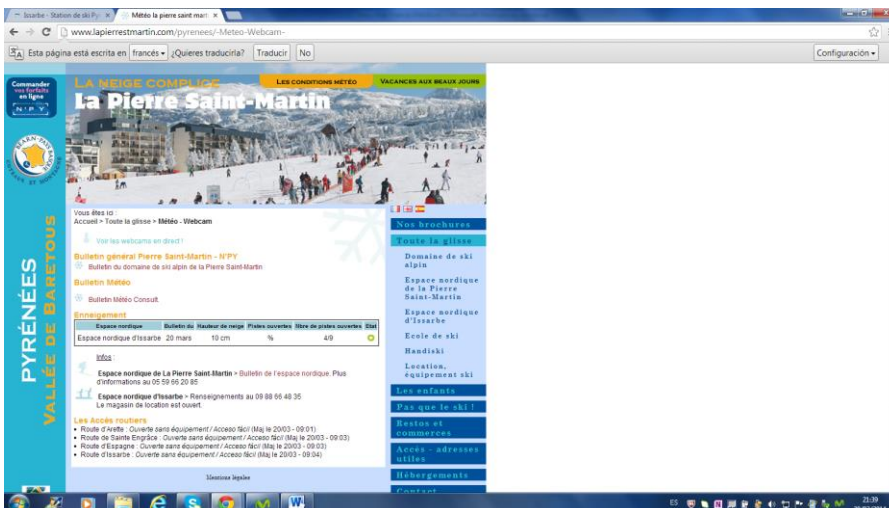 Issarbe - Station de ski Py
Météo la pierre saint mart
www.lapierrestmartin.com/pyrenees/-Meteo-Webcam-
Esta página está escrita en francés ¿Quieres traducirla? Traducir No
Configuración
Commander
vos forfaits
en ligne
N'PY
PYRÉNÉES
VALLÉE DE BARETOUS
LA NEIGE COMPLICE
LES CONDITIONS MÉTÉO
VACANCES AUX BEAUX JOURS
La Pierre Saint-Martin
Vous êtes ici :
Accueil > Toute la glisse > Météo - Webcam
Voir les webcams en direct !
Bulletin général Pierre Saint-Martin - N'PY
Bulletin du domaine de ski alpin de la Pierre Saint-Martin
Bulletin Météo
Bulletin Météo Consult.
Enneigement
Espace nordique Bulletin du Hauteur de neige Pistes ouvertes Nbre de pistes ouvertes Etat
Espace nordique d'Issarbe 20 mars 10 cm % 4/9
Infos :
Espace nordique de La Pierre Saint-Martin > Bulletin de l'espace nordique. Plus
d'informations au 05 59 66 20 85
Espace nordique d'Issarbe > Renseignements au 09 88 66 48 35
Le magasin de location est ouvert.
Les Accès routiers
Route d'Arette : Ouverte sans équipement / Acceso fácil (Maj le 20/03 - 09:01)
Route de Sainte Engrâce : Ouverte sans équipement / Acceso fácil (Maj le 20/03 - 09:03)
Route d'Espagne : Ouverte sans équipement / Acceso fácil (Maj le 20/03 - 09:03)
Route d'Issarbe : Ouverte sans équipement / Acceso fácil (Maj le 20/03 - 09:04)
Mentions légales
Nos brochures
Toute la glisse
Domaine de ski
alpin
Espace nordique
de la Pierre
Saint-Martin
Espace nordique
d'Issarbe
Ecole de ski
Handiski
Location,
équipement ski
Les enfants
Pas que le ski !
Restos et
commerces
Accès - adresses
utiles
Hébergements
Contact
ES
21:39